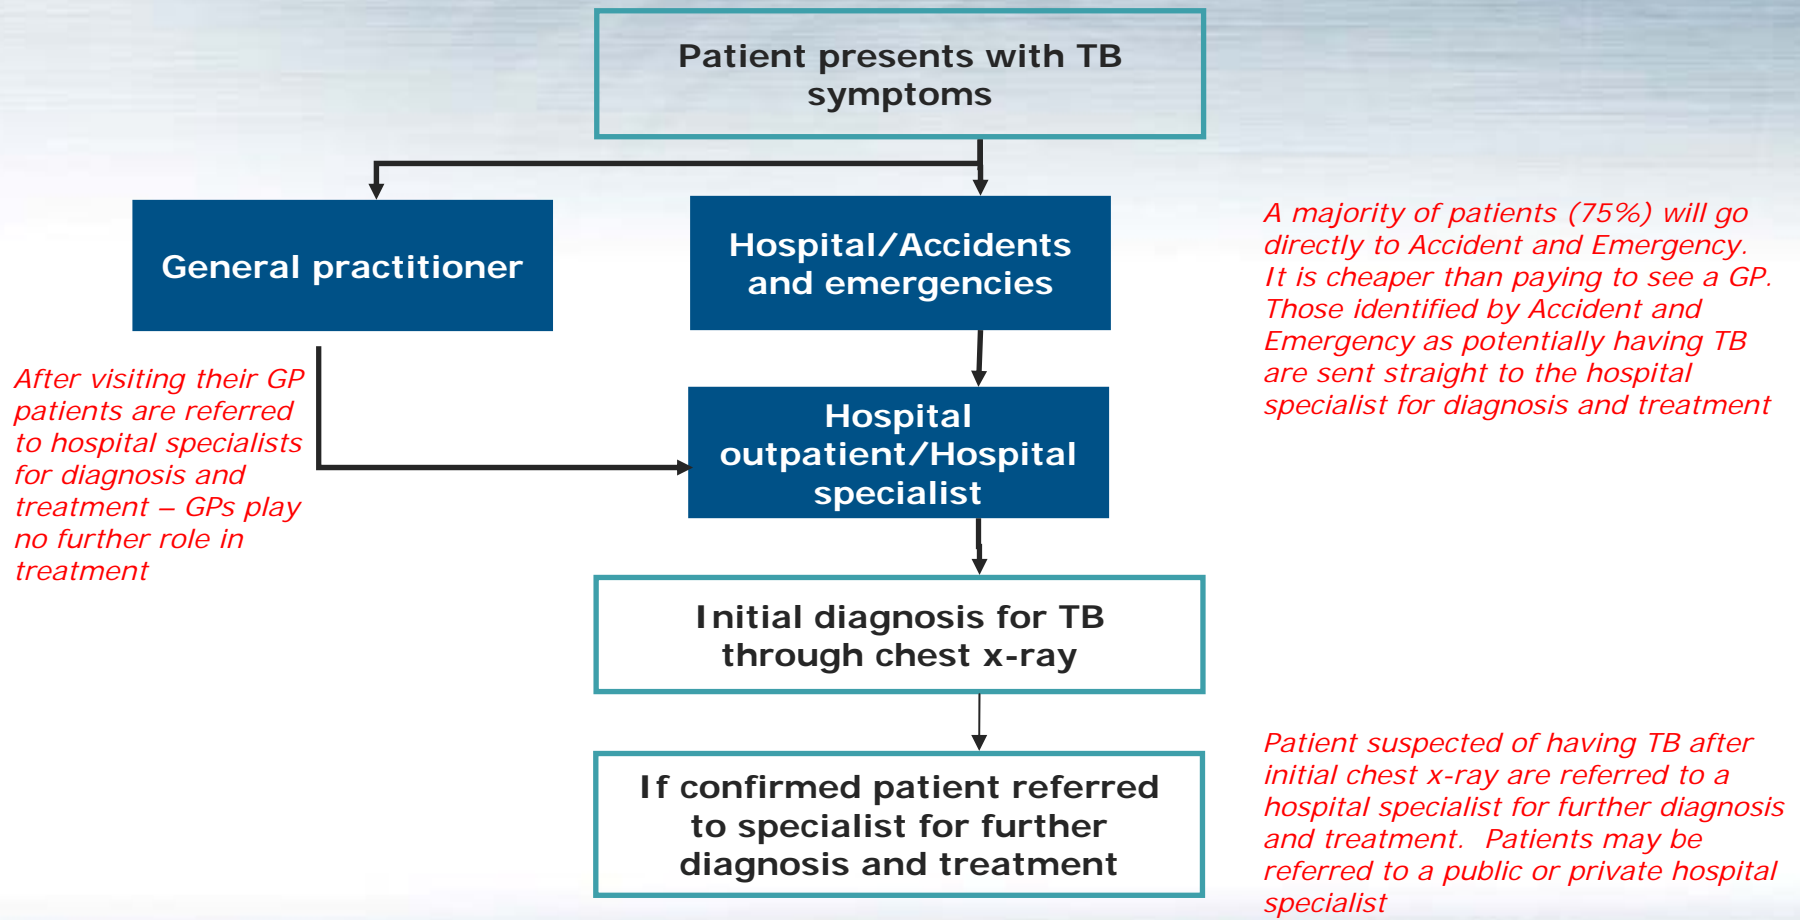 Patient presents with TB
symptoms
General practitioner
Hospital/Accidents
and emergencies
A majority of patients (75%) will go
directly to Accident and Emergency.
It is cheaper than paying to see a GP.
Those identified by Accident and
Emergency as potentially having TB
are sent straight to the hospital
specialist for diagnosis and treatment
After visiting their GP
patients are referred
to hospital specialists
for diagnosis and
treatment – GPs play
no further role in
treatment
Hospital
outpatient/Hospital
specialist
Initial diagnosis for TB
through chest x-ray
If confirmed patient referred
to specialist for further
diagnosis and treatment
Patient suspected of having TB after
initial chest x-ray are referred to a
hospital specialist for further diagnosis
and treatment. Patients may be
referred to a public or private hospital
specialist